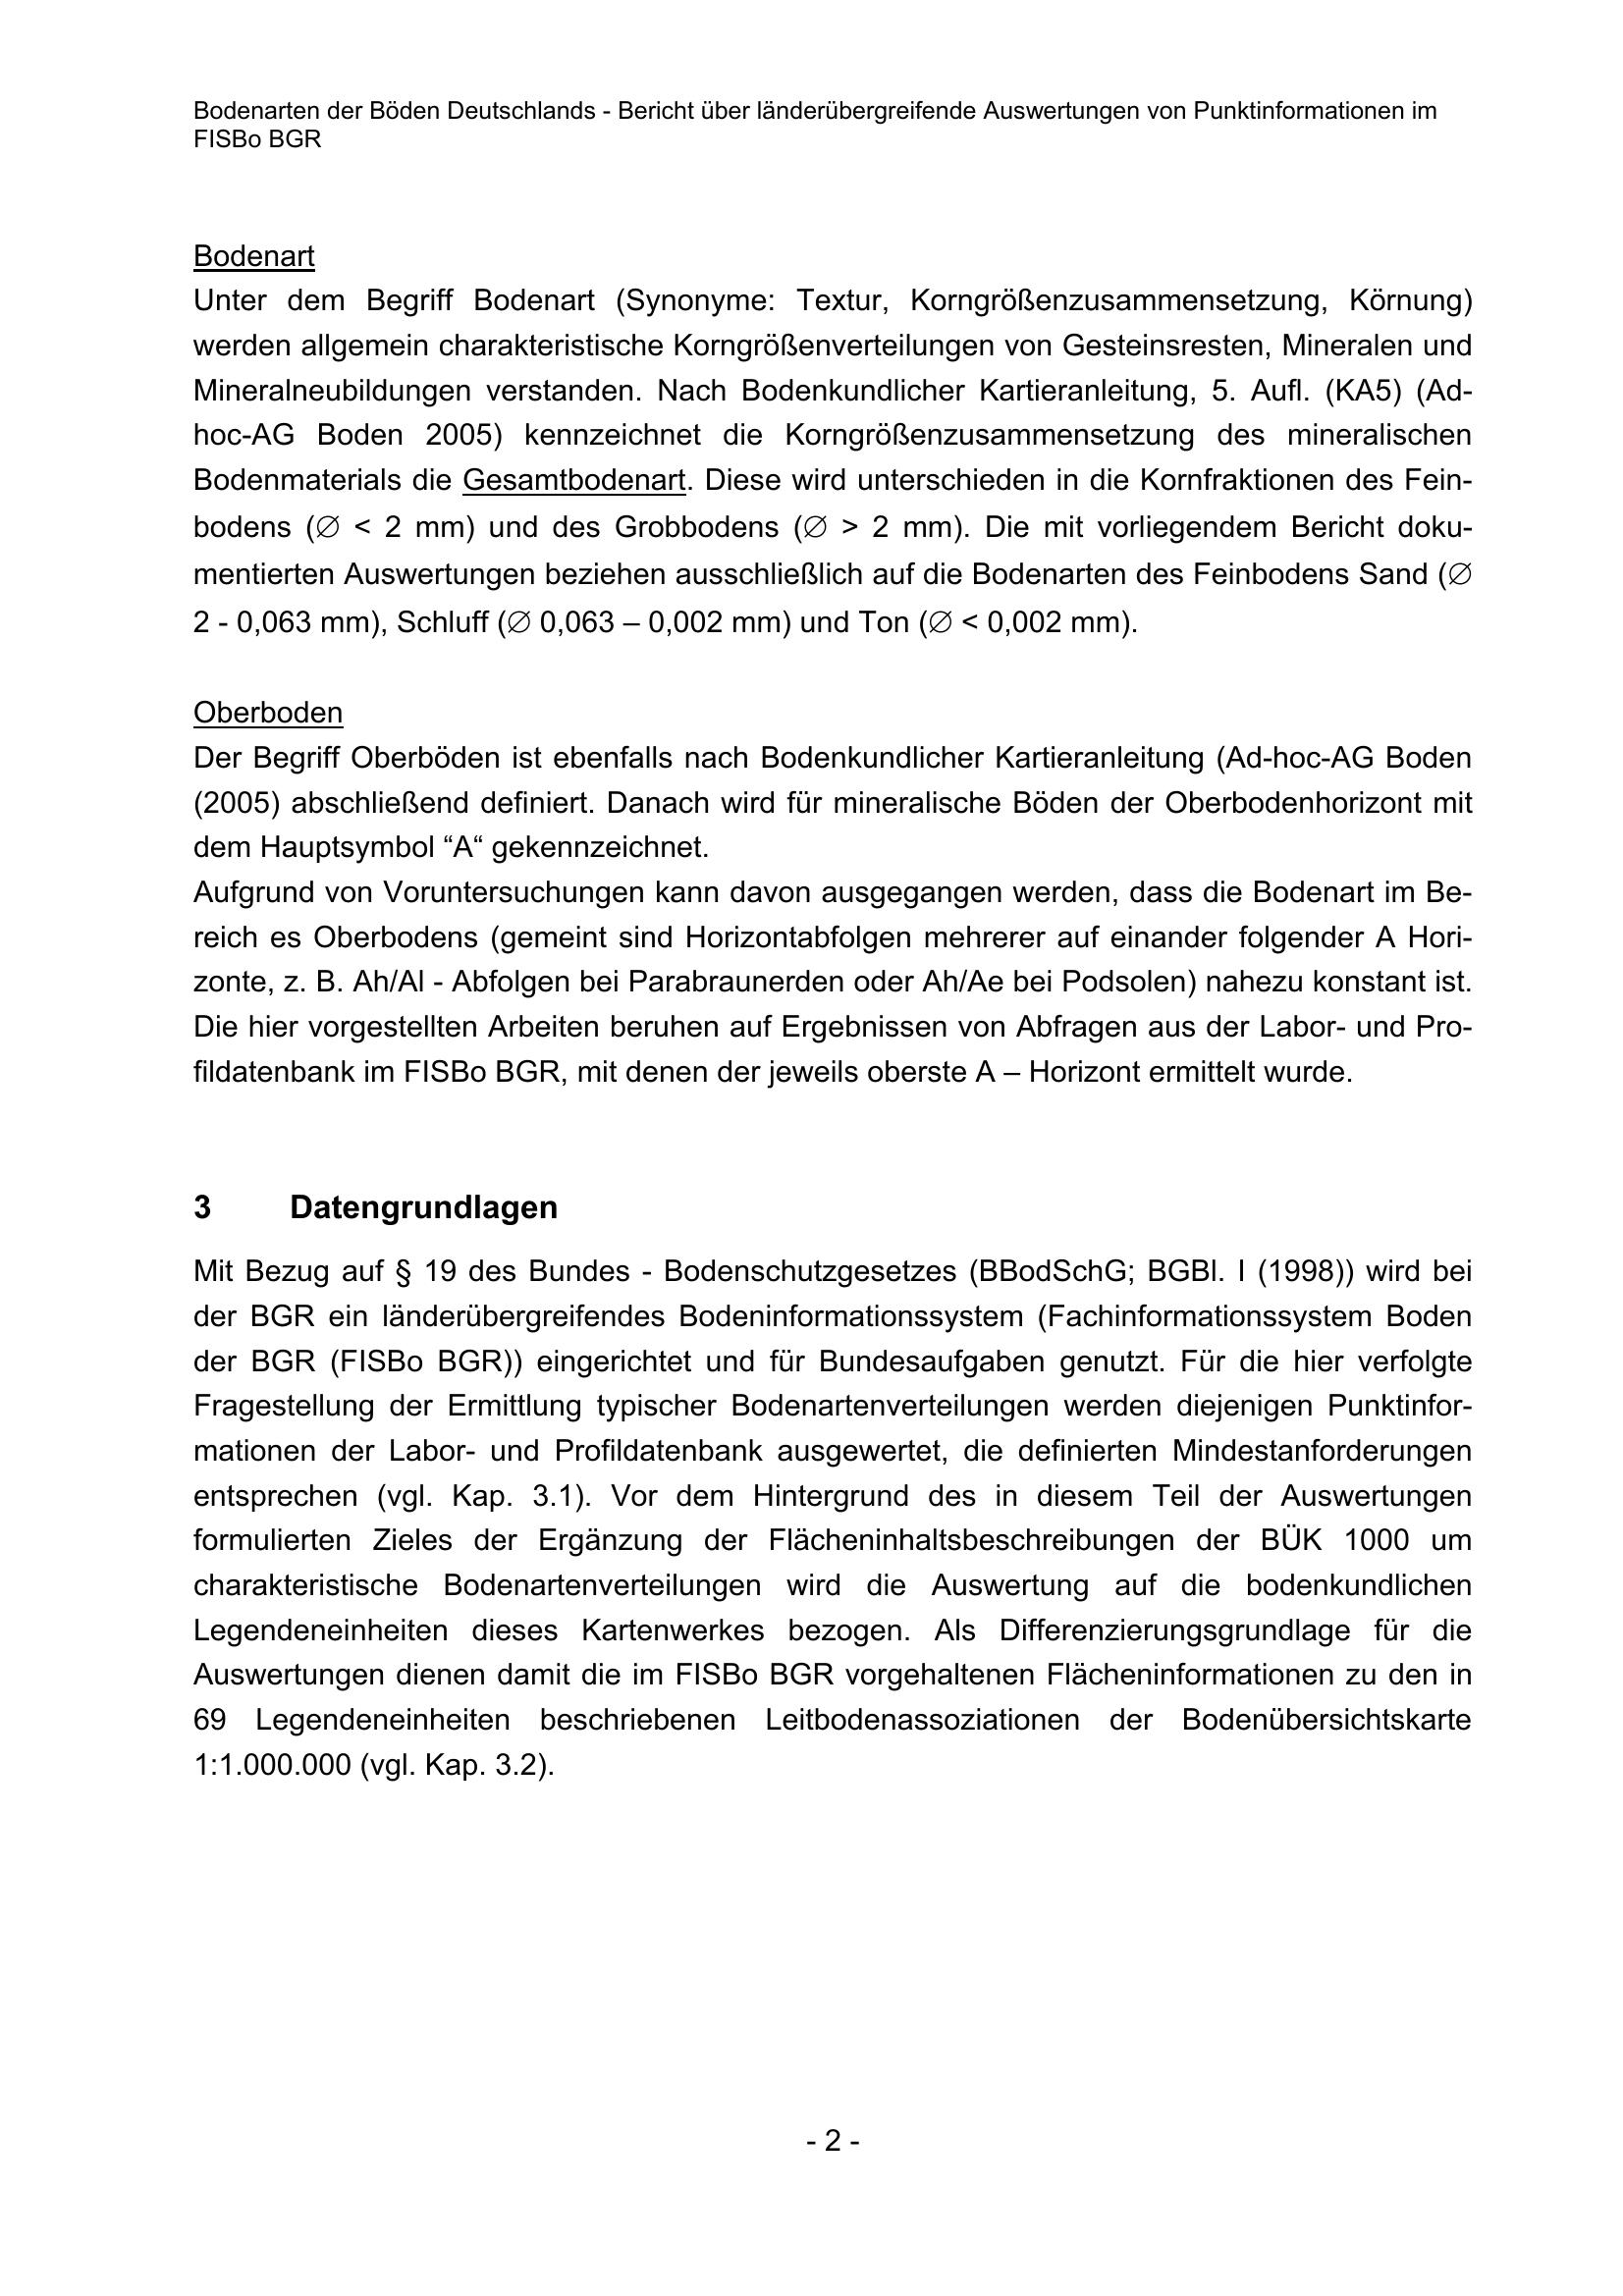 Bodenarten der Böden Deutschlands - Bericht über länderübergreifende Auswertungen von Punktinformationen im
FISBo BGR
Bodenart
Unter dem Begriff Bodenart (Synonyme: Textur, Korngrößenzusammensetzung, Körnung)
werden allgemein charakteristische Korngrößenverteilungen von Gesteinsresten, Mineralen und
Mineralneubildungen verstanden. Nach Bodenkundlicher Kartieranleitung, 5. Aufl. (KA5) (Ad-
hoc-AG Boden 2005) kennzeichnet die Korngrößenzusammensetzung des mineralischen
Bodenmaterials die Gesamtbodenart. Diese wird unterschieden in die Kornfraktionen des Fein-
bodens (∅ < 2 mm) und des Grobbodens (∅ > 2 mm). Die mit vorliegendem Bericht doku-
mentierten Auswertungen beziehen ausschließlich auf die Bodenarten des Feinbodens Sand (∅
2 - 0,063 mm), Schluff (∅ 0,063 – 0,002 mm) und Ton (∅ < 0,002 mm).
Oberboden
Der Begriff Oberböden ist ebenfalls nach Bodenkundlicher Kartieranleitung (Ad-hoc-AG Boden
(2005) abschließend definiert. Danach wird für mineralische Böden der Oberbodenhorizont mit
dem Hauptsymbol “A“ gekennzeichnet.
Aufgrund von Voruntersuchungen kann davon ausgegangen werden, dass die Bodenart im Be-
reich es Oberbodens (gemeint sind Horizontabfolgen mehrerer auf einander folgender A Hori-
zonte, z. B. Ah/Al - Abfolgen bei Parabraunerden oder Ah/Ae bei Podsolen) nahezu konstant ist.
Die hier vorgestellten Arbeiten beruhen auf Ergebnissen von Abfragen aus der Labor- und Pro-
fildatenbank im FISBo BGR, mit denen der jeweils oberste A – Horizont ermittelt wurde.
3 Datengrundlagen
Mit Bezug auf § 19 des Bundes - Bodenschutzgesetzes (BBodSchG; BGBl. I (1998)) wird bei
der BGR ein länderübergreifendes Bodeninformationssystem (Fachinformationssystem Boden
der BGR (FISBo BGR)) eingerichtet und für Bundesaufgaben genutzt. Für die hier verfolgte
Fragestellung der Ermittlung typischer Bodenartenverteilungen werden diejenigen Punktinfor-
mationen der Labor- und Profildatenbank ausgewertet, die definierten Mindestanforderungen
entsprechen (vgl. Kap. 3.1). Vor dem Hintergrund des in diesem Teil der Auswertungen
formulierten Zieles der Ergänzung der Flächeninhaltsbeschreibungen der BÜK 1000 um
charakteristische Bodenartenverteilungen wird die Auswertung auf die bodenkundlichen
Legendeneinheiten dieses Kartenwerkes bezogen. Als Differenzierungsgrundlage für die
Auswertungen dienen damit die im FISBo BGR vorgehaltenen Flächeninformationen zu den in
69 Legendeneinheiten beschriebenen Leitbodenassoziationen der Bodenübersichtskarte
1:1.000.000 (vgl. Kap. 3.2).
- 2 -